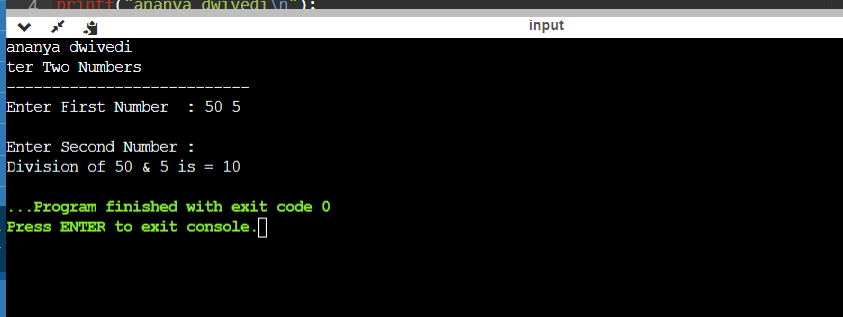 4 printf("ananya dwivedi\n");
input
ananya dwivedi
ter Two Numbers
---------------------------
Enter First Number  : 50 5
Enter Second Number :
Division of 50 & 5 is = 10
...Program finished with exit code 0
Press ENTER to exit console.